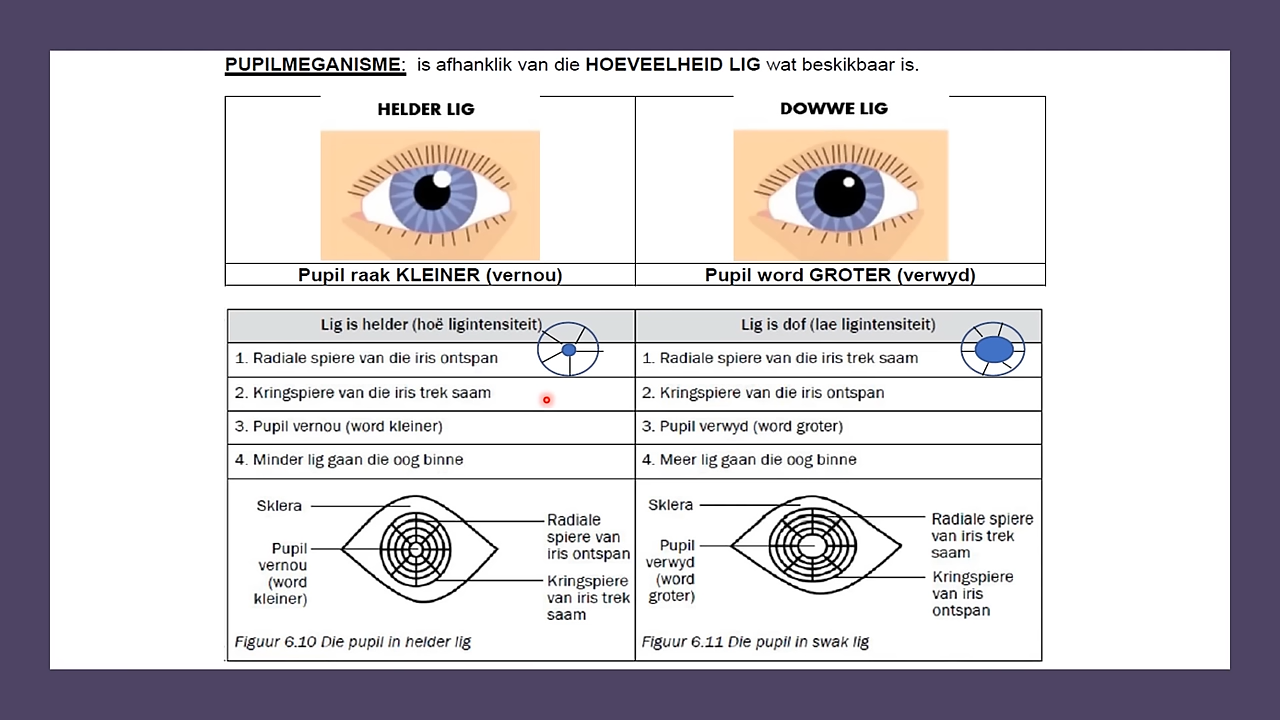 PUPILMEGANISME: is afhanklik van die HOEVEELHEID LIG wat beskikbaar is.
HELDER LIG
DOWWE LIG
Pupil raak KLEINER (vernou)
Pupil word GROTER (verwyd)
Lig is helder (hoë ligintensiteit)
Lig is dof (lae ligintensiteit)
1. Radiale spiere van die iris ontspan
1. Radiale spiere van die iris trek saam
2. Kringspiere van die iris trek saam
2. Kringspiere van die iris ontspan
3. Pupil vernou (word kleiner)
3. Pupil verwyd (word groter)
4. Minder lig gaan die oog binne
4. Meer lig gaan die oog binne
Sklera
Pupil
vernou
(word
kleiner)
Radiale
spiere van
iris ontspan
Kringspiere
van iris trek
saam
Figuur 6.10 Die pupil in helder lig
Sklera
Pupil
verwyd
(word
groter)
Radiale spiere
van iris trek
saam
Kringspiere
van iris
ontspan
Figuur 6.11 Die pupil in swak lig